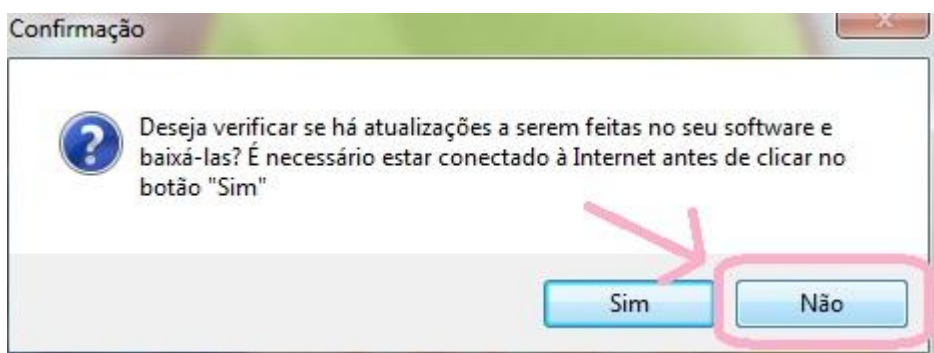 Confirmação
Deseja verificar se há atualizações a serem feitas no seu software e
baixá-las? É necessário estar conectado à Internet antes de clicar no
botão "Sim"
Sim
Não